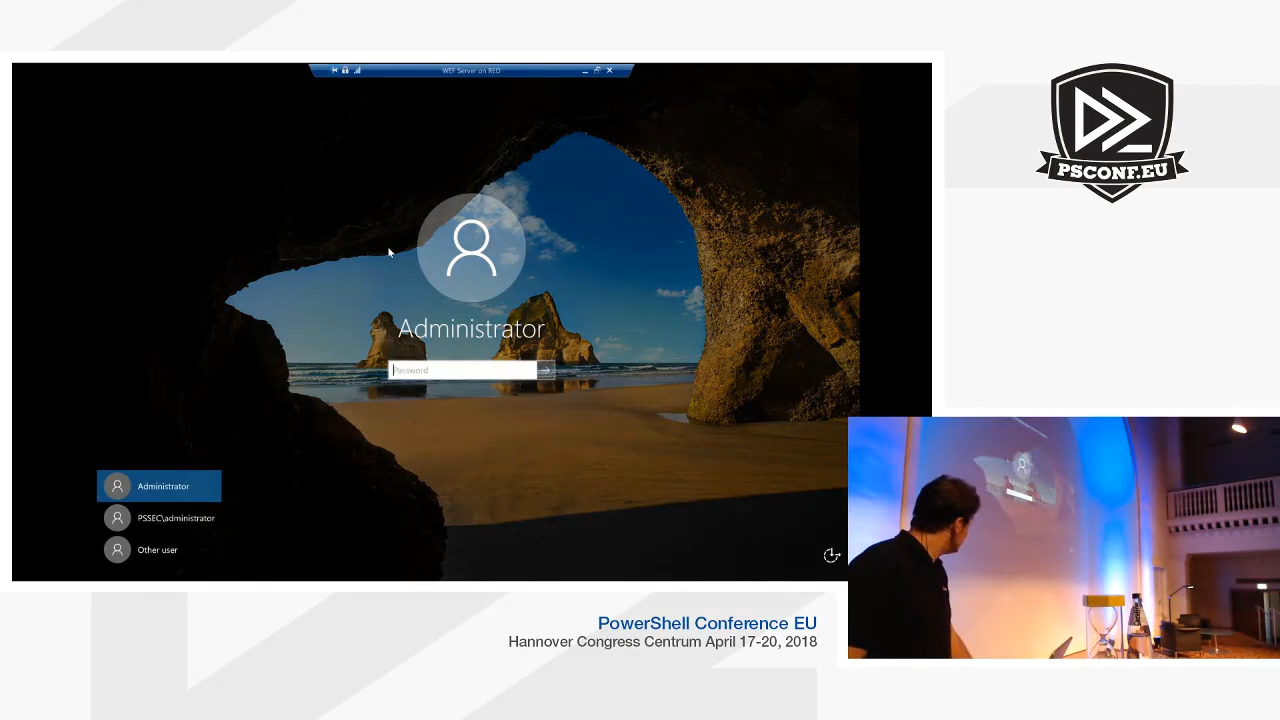 WEF Server on RED
PSCONF.EU
Administrator
Password
Administrator
PSSEC\administrator
Other user
PowerShell Conference EU
Hannover Congress Centrum April 17-20, 2018